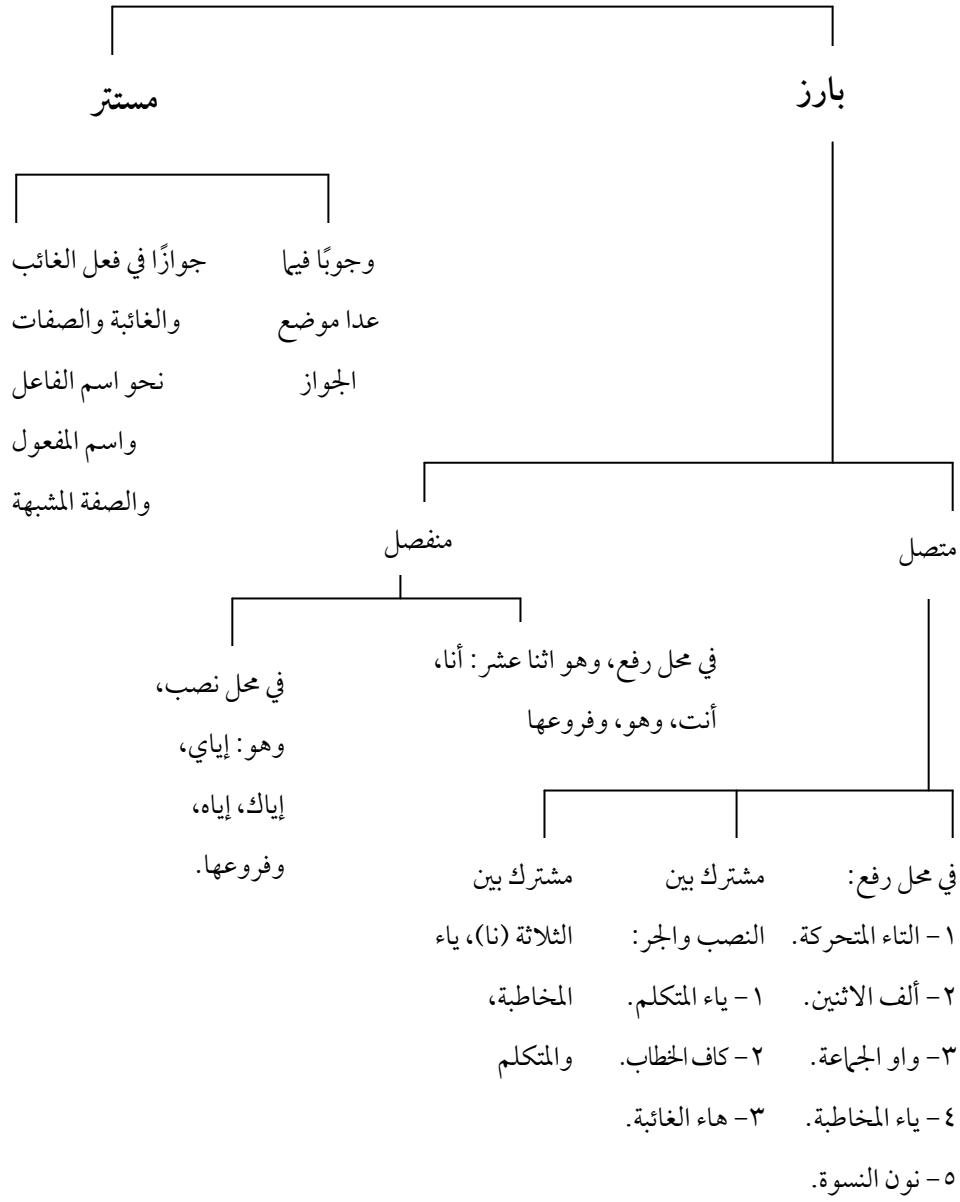 بارز
مستتر
وجوبًا فيما
عدا موضع
الجواز
جوازًا في فعل الغائب
والغائبة والصفات
نحو اسم الفاعل
واسم المفعول
والصفة المشبهة
متصل
منفصل
في محل رفع، وهو اثنا عشر: أنا،
أنت، وهو، وفروعها
في محل نصب،
وهو: إياي،
إياك، إياه،
وفروعها.
في محل رفع:
١- التاء المتحركة.
٢- ألف الاثنين.
٣- واو الجماعة.
٤- ياء المخاطبة.
٥- نون النسوة.
مشترك بين
النصب والجر:
١- ياء المتكلم.
٢- كاف الخطاب.
٣- هاء الغائبة.
مشترك بين
الثلاثة (نا)، ياء
المخاطبة،
والمتكلم